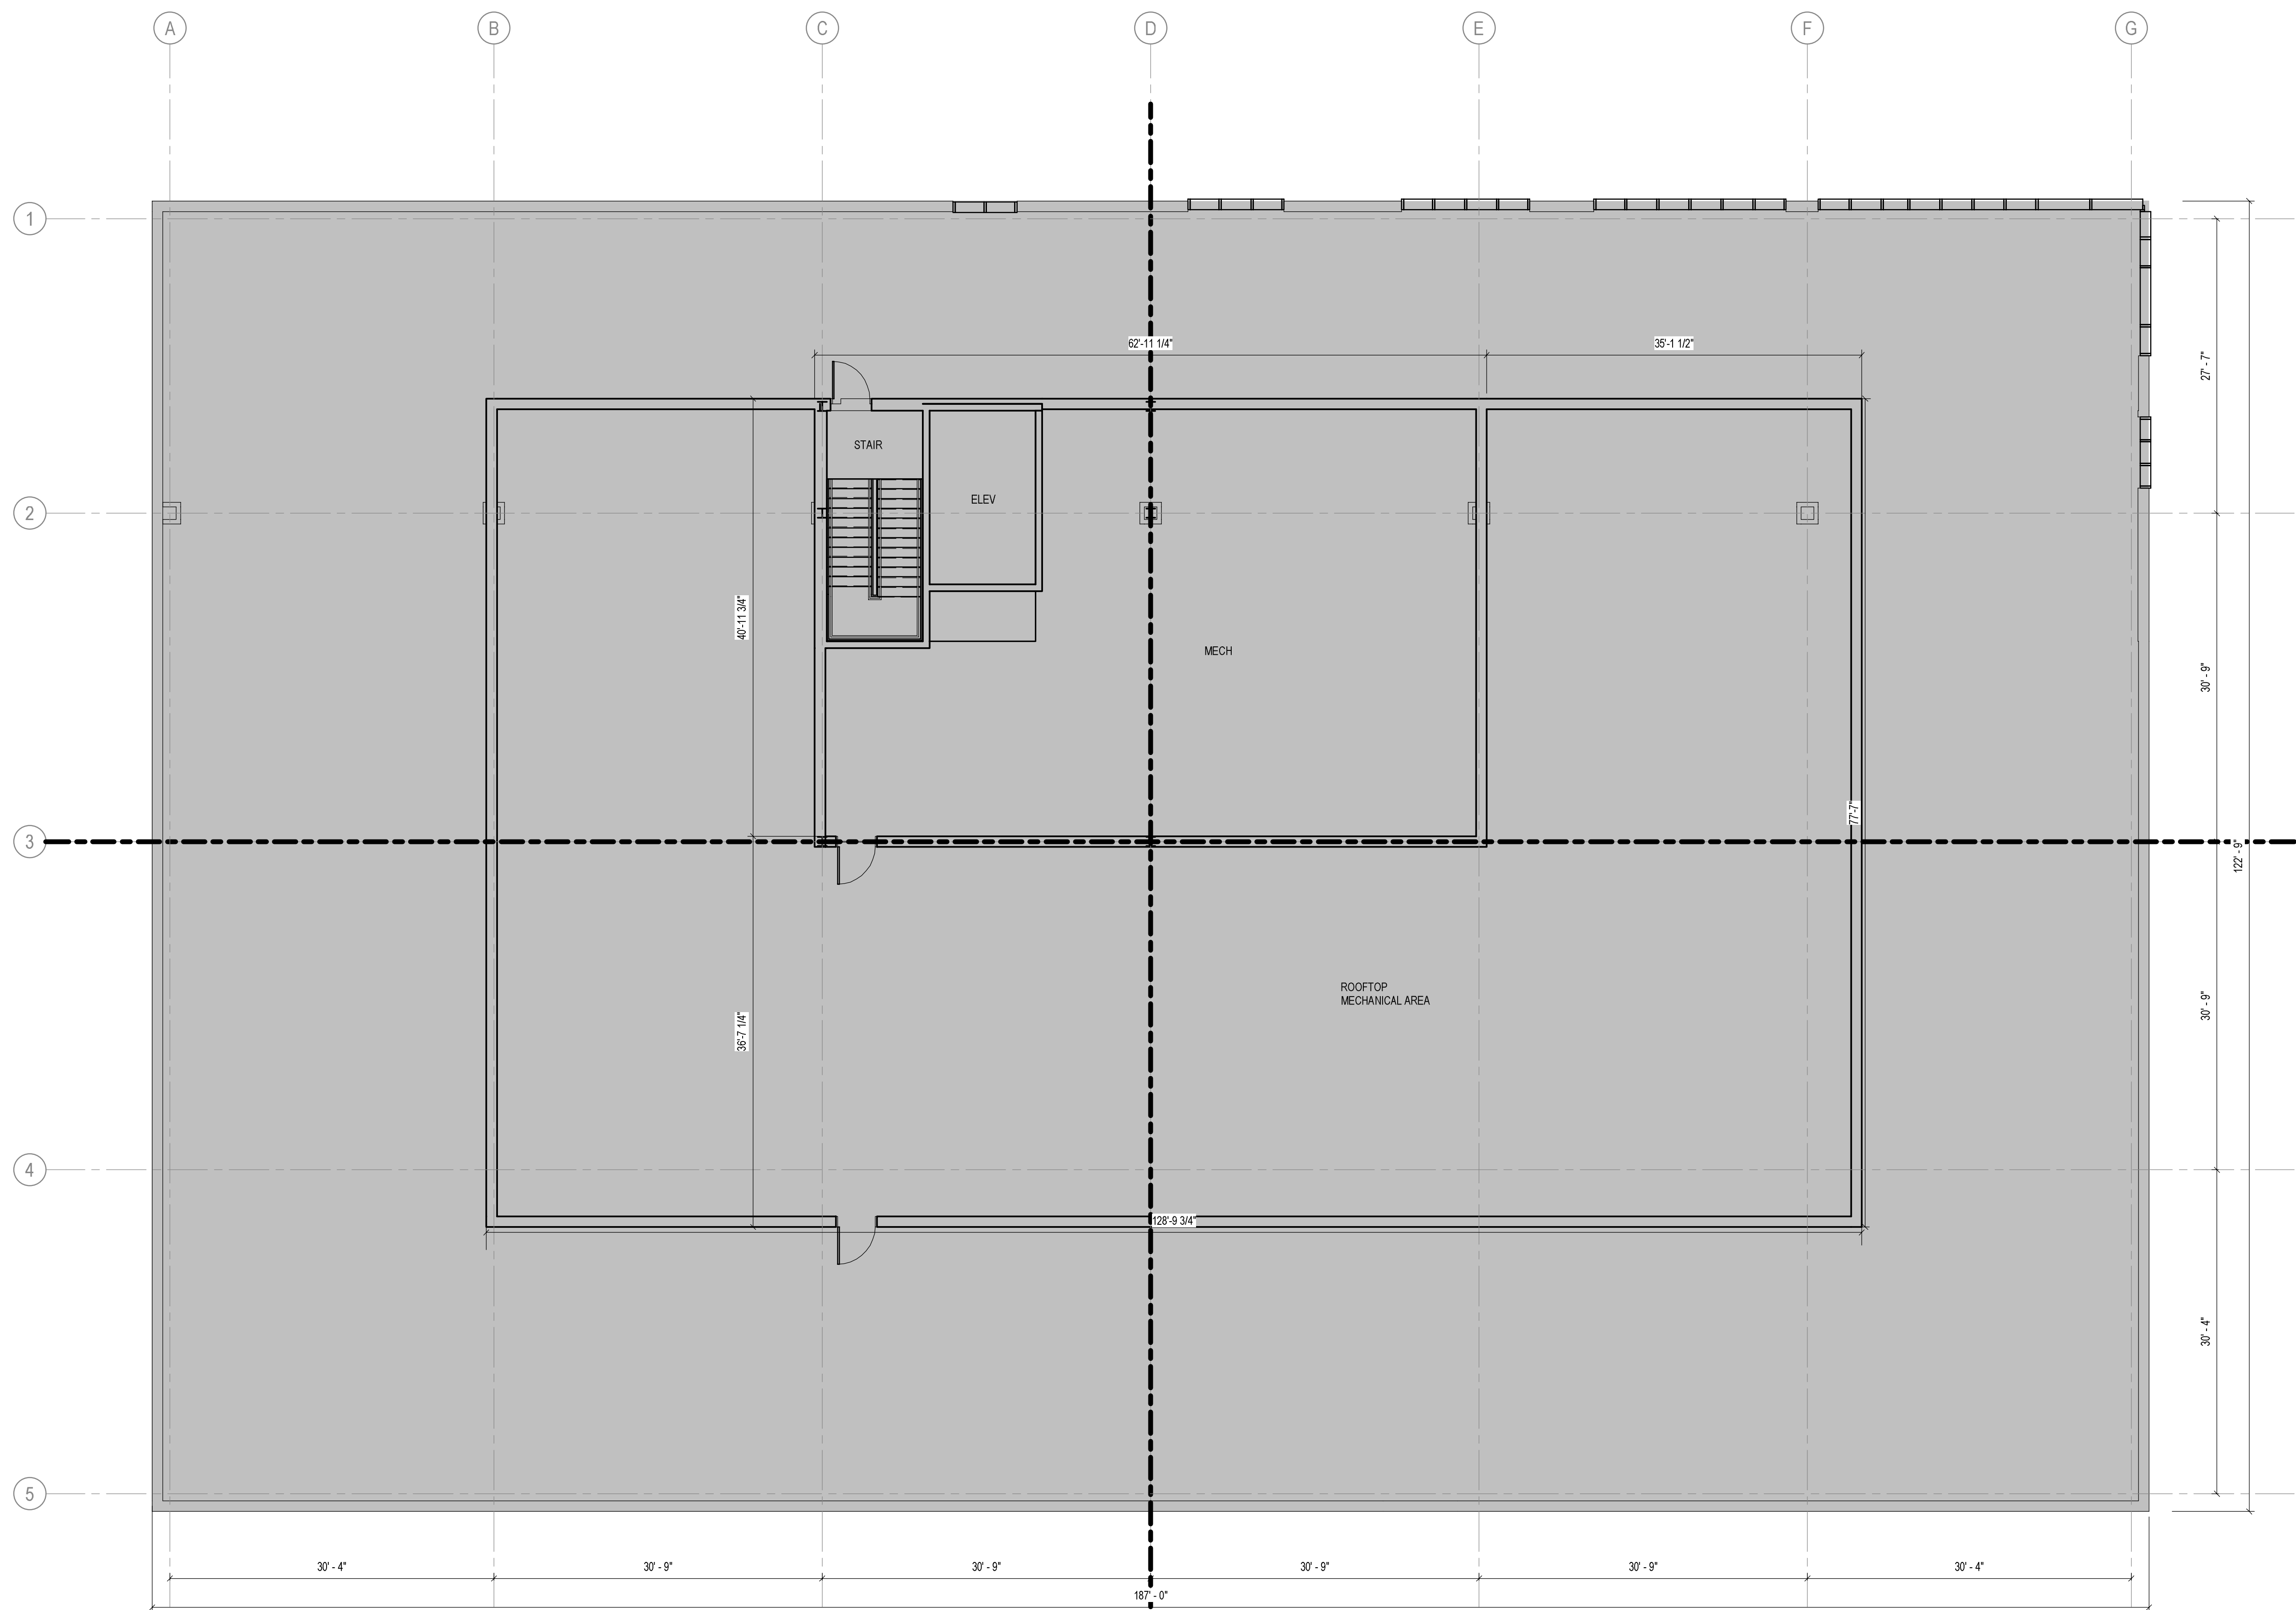 A B C D E F G
1
62'-11 1/4" 35'-1 1/2"
27' - 7"
STAIR
ELEV
2
40'-11 3/4"
MECH
30' - 9"
77'-7"
3
122' - 9"
ROOFTOP
MECHANICAL AREA
30' - 9"
36'-7 1/4"
4
128'-9 3/4"
30' - 4"
5
30' - 4" 30' - 9" 30' - 9" 30' - 9" 30' - 9" 30' - 4"
187' - 0"